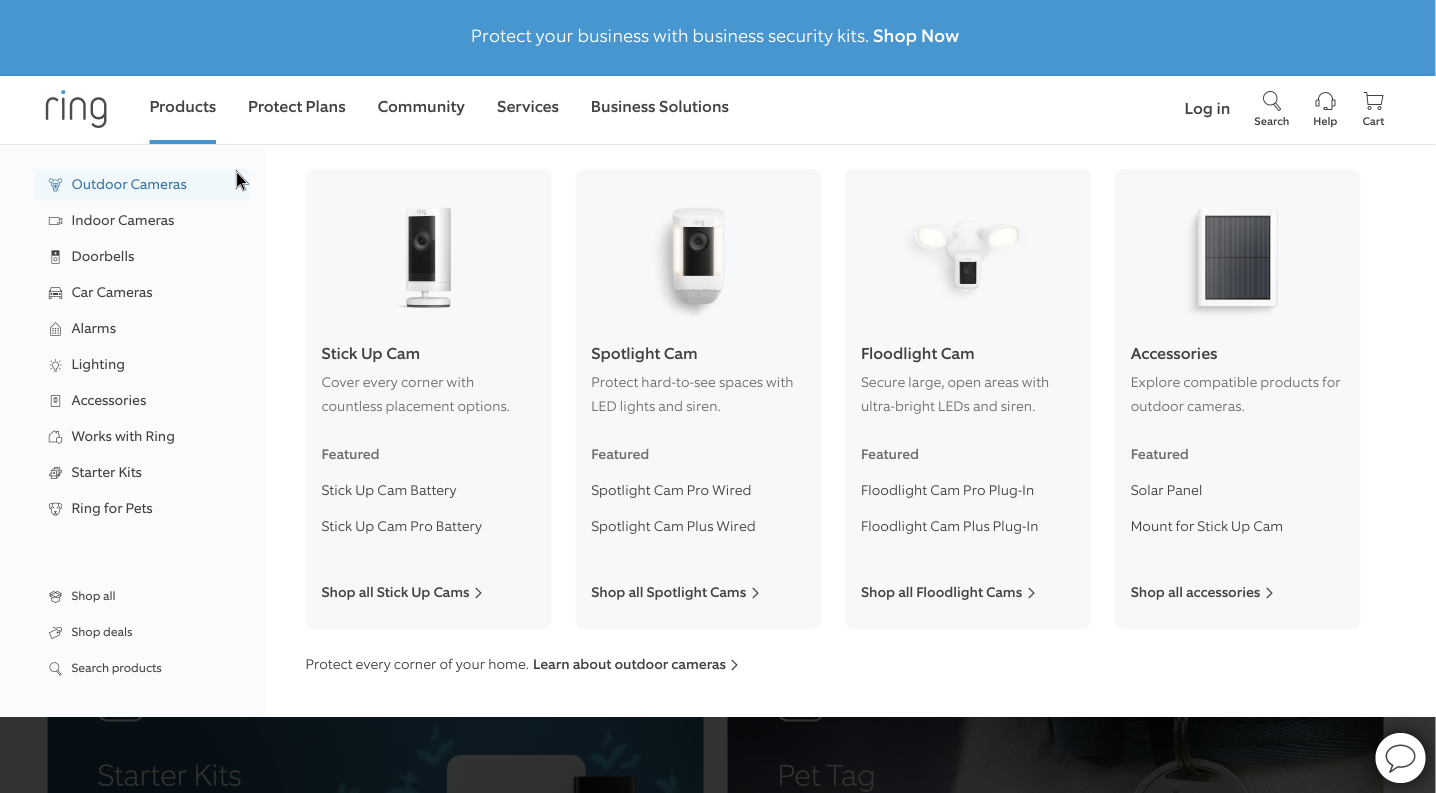 Protect your business with business security kits. Shop Now
ring
Products
Protect Plans
Community
Services
Business Solutions
Log in
Search
Help
Cart
Outdoor Cameras
Indoor Cameras
Doorbells
Car Cameras
Alarms
Lighting
Accessories
Works with Ring
Starter Kits
Ring for Pets
Shop all
Shop deals
Search products
ring
Stick Up Cam
Cover every corner with
countless placement options.
Featured
Stick Up Cam Battery
Stick Up Cam Pro Battery
Shop all Stick Up Cams
ring
Spotlight Cam
Protect hard-to-see spaces with
LED lights and siren.
Featured
Spotlight Cam Pro Wired
Spotlight Cam Plus Wired
Shop all Spotlight Cams
Floodlight Cam
Secure large, open areas with
ultra-bright LEDs and siren.
Featured
Floodlight Cam Pro Plug-In
Floodlight Cam Plus Plug-In
Shop all Floodlight Cams
Accessories
Explore compatible products for
outdoor cameras.
Featured
Solar Panel
Mount for Stick Up Cam
Shop all accessories
Protect every corner of your home. Learn about outdoor cameras
Starter Kits
Pet Tag